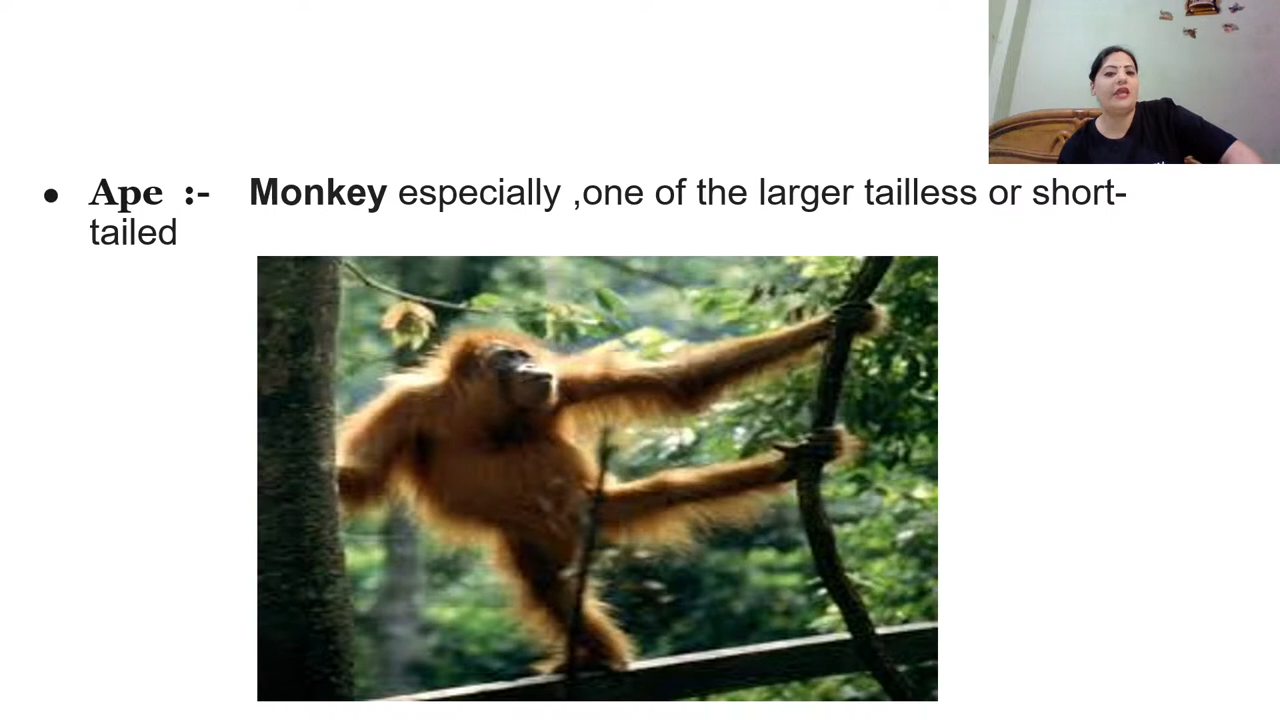 ● Ape :- Monkey especially ,one of the larger tailless or short-
tailed